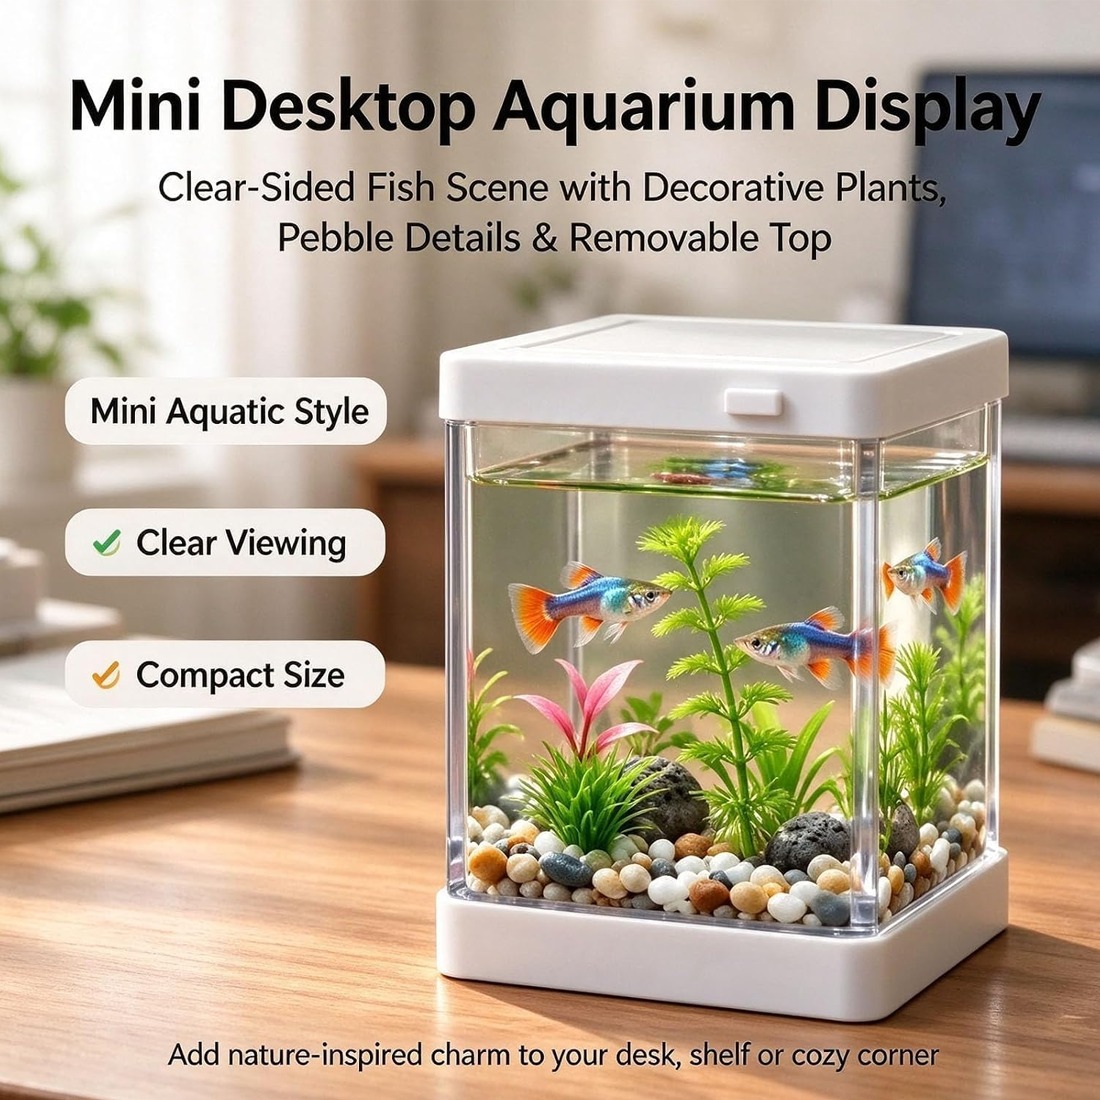 Mini Desktop Aquarium Display
Clear-Sided Fish Scene with Decorative Plants,
Pebble Details & Removable Top
Mini Aquatic Style
Clear Viewing
Compact Size
Add nature-inspired charm to your desk, shelf or cozy corner